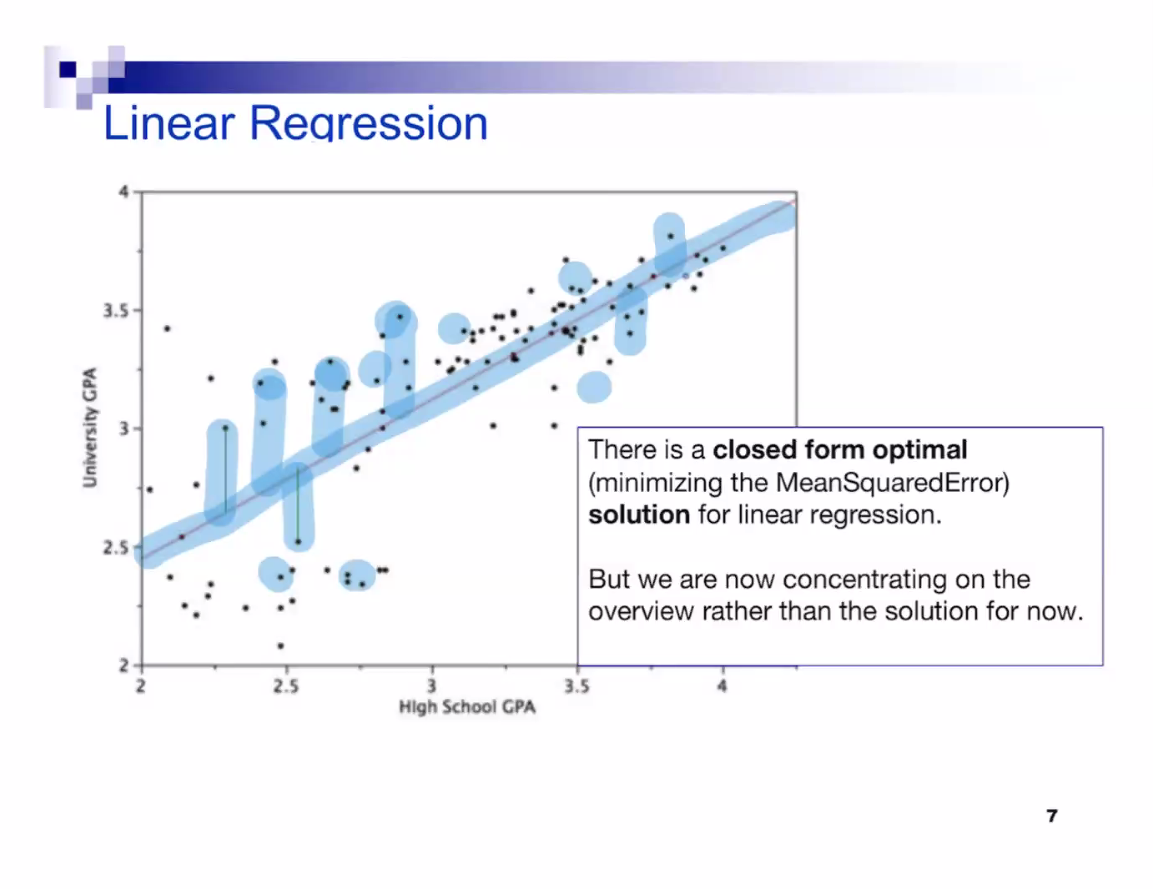 Linear Regression
4
3.5
3
2.5
2
University GPA
2
2.5
3
3.5
4
High School GPA
There is a closed form optimal
(minimizing the MeanSquaredError)
solution for linear regression.
But we are now concentrating on the
overview rather than the solution for now.
7